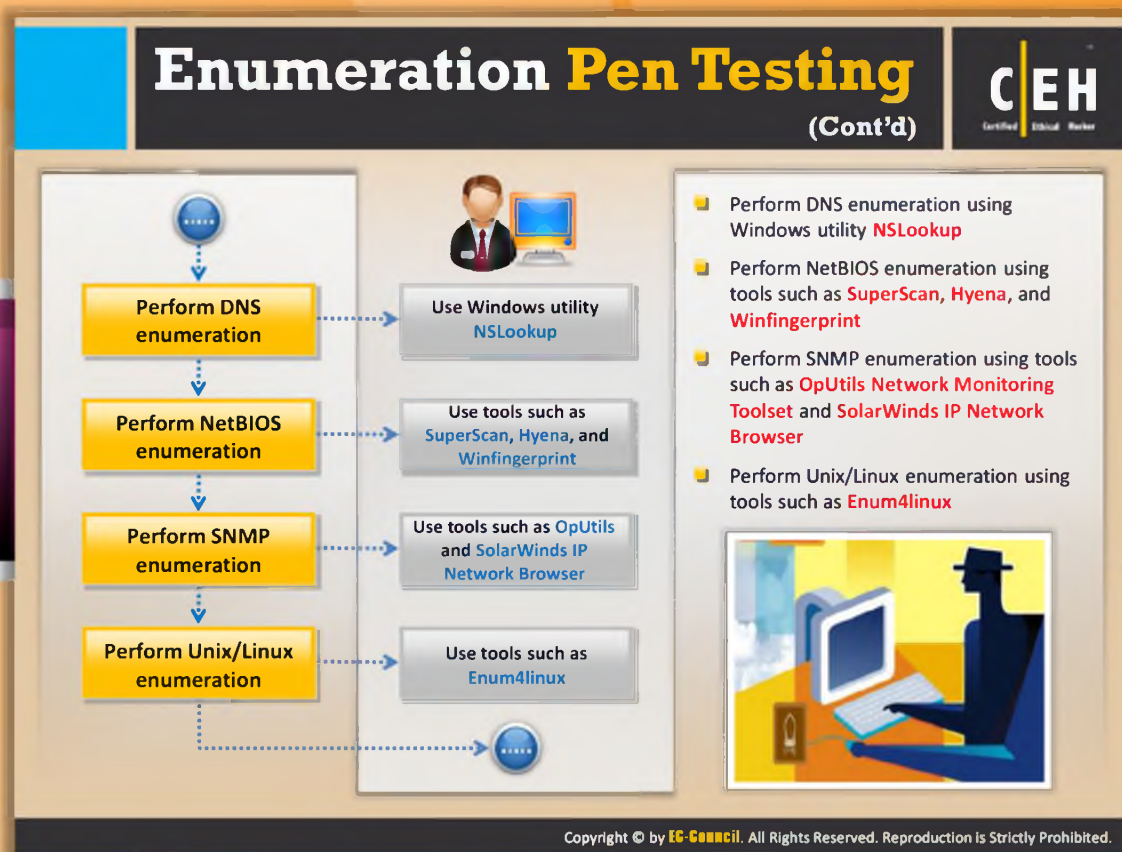 Enumeration Pen Testing
(Cont'd)
C EH
Certified Ethical Hacker
Perform DNS
enumeration
Use Windows utility
NSLookup
Perform NetBIOS
enumeration
Use tools such as
SuperScan, Hyena, and
Winfingerprint
Perform SNMP
enumeration
Use tools such as OpUtils
and SolarWinds IP
Network Browser
Perform Unix/Linux
enumeration
Use tools such as
Enum4linux
Perform DNS enumeration using
Windows utility NSLookup
Perform NetBIOS enumeration using
tools such as SuperScan, Hyena, and
Winfingerprint
Perform SNMP enumeration using tools
such as OpUtils Network Monitoring
Toolset and SolarWinds IP Network
Browser
Perform Unix/Linux enumeration using
tools such as Enum4linux
Copyright © by EC-Council. All Rights Reserved. Reproduction is Strictly Prohibited.